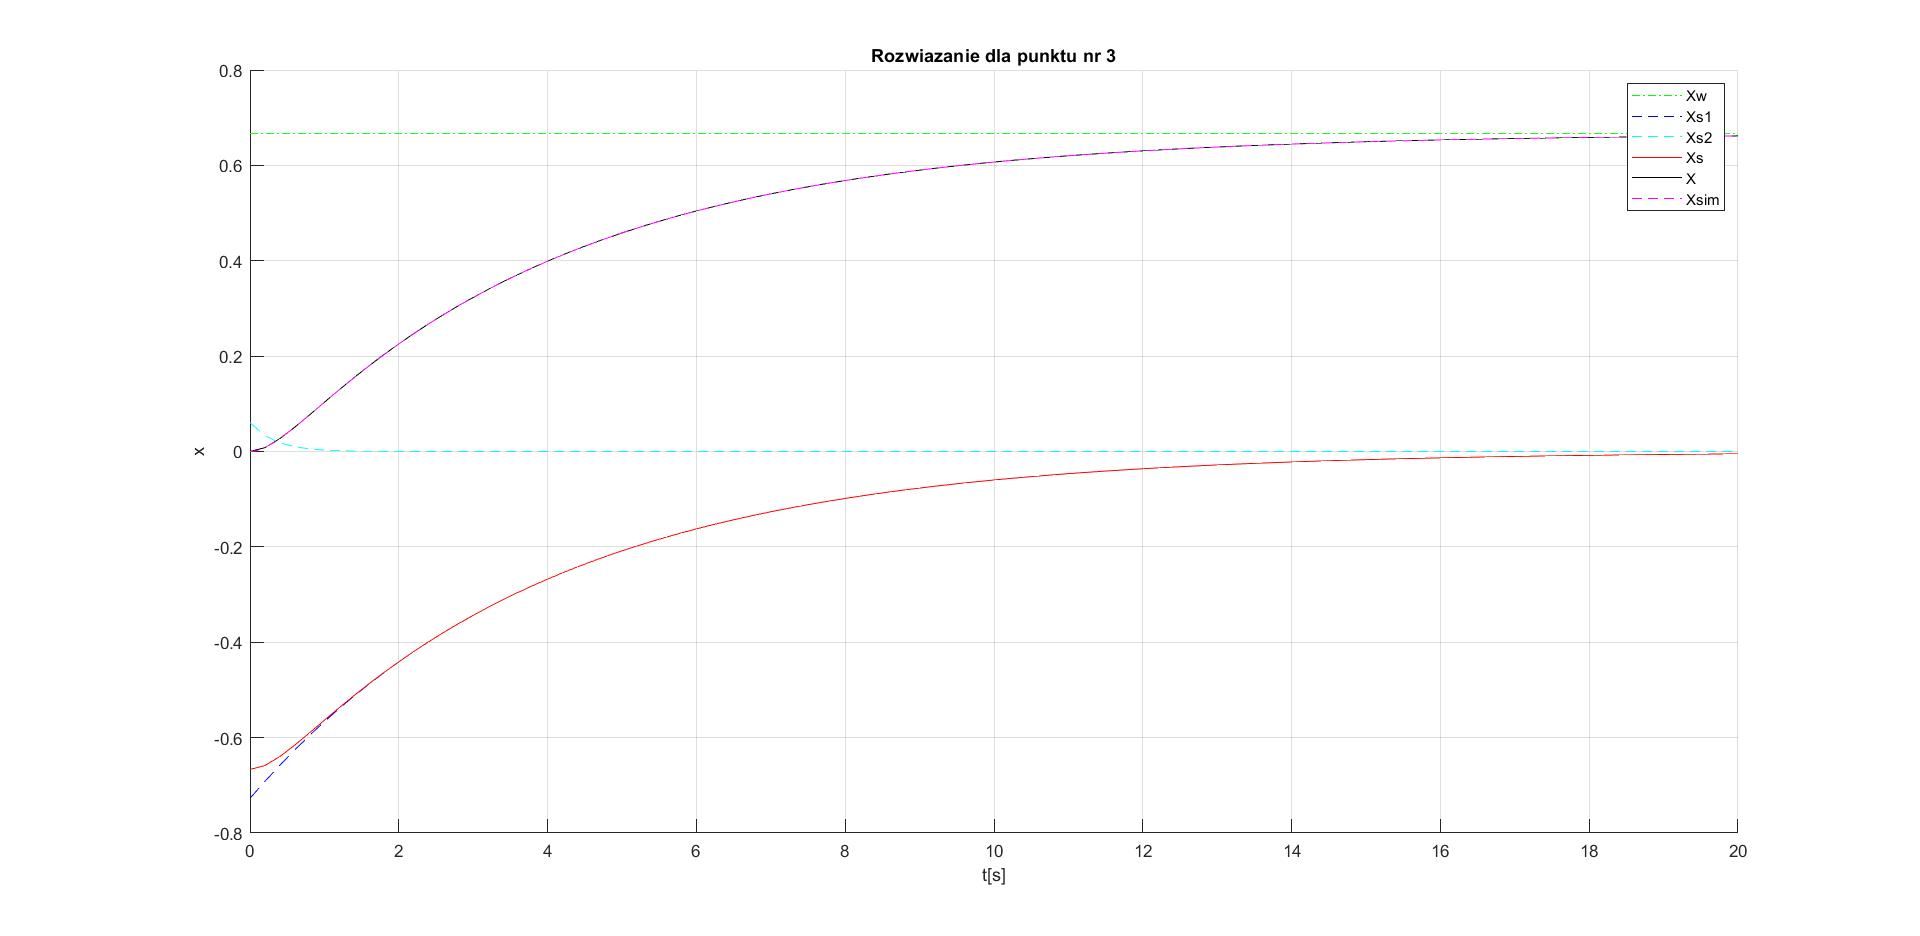 Rozwiazanie dla punktu nr 3
0.8
0.6
0.4
0.2
0
-0.2
-0.4
-0.6
-0.8
x
Xw
Xs1
Xs2
Xs
X
Xsim
0 2 4 6 8 10 12 14 16 18 20
t[s]